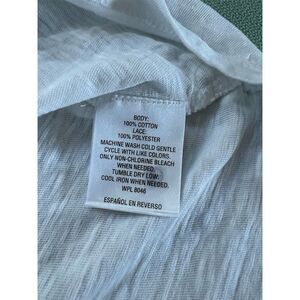 BODY:
100% COTTON
LACE:
100% POLYESTER
MACHINE WASH COLD GENTLE
CYCLE WITH LIKE COLORS.
ONLY NON-CHLORINE BLEACH
WHEN NEEDED.
TUMBLE DRY LOW:
COOL IRON WHEN NEEDED.
WPL 8046
ESPAÑOL EN REVERSO